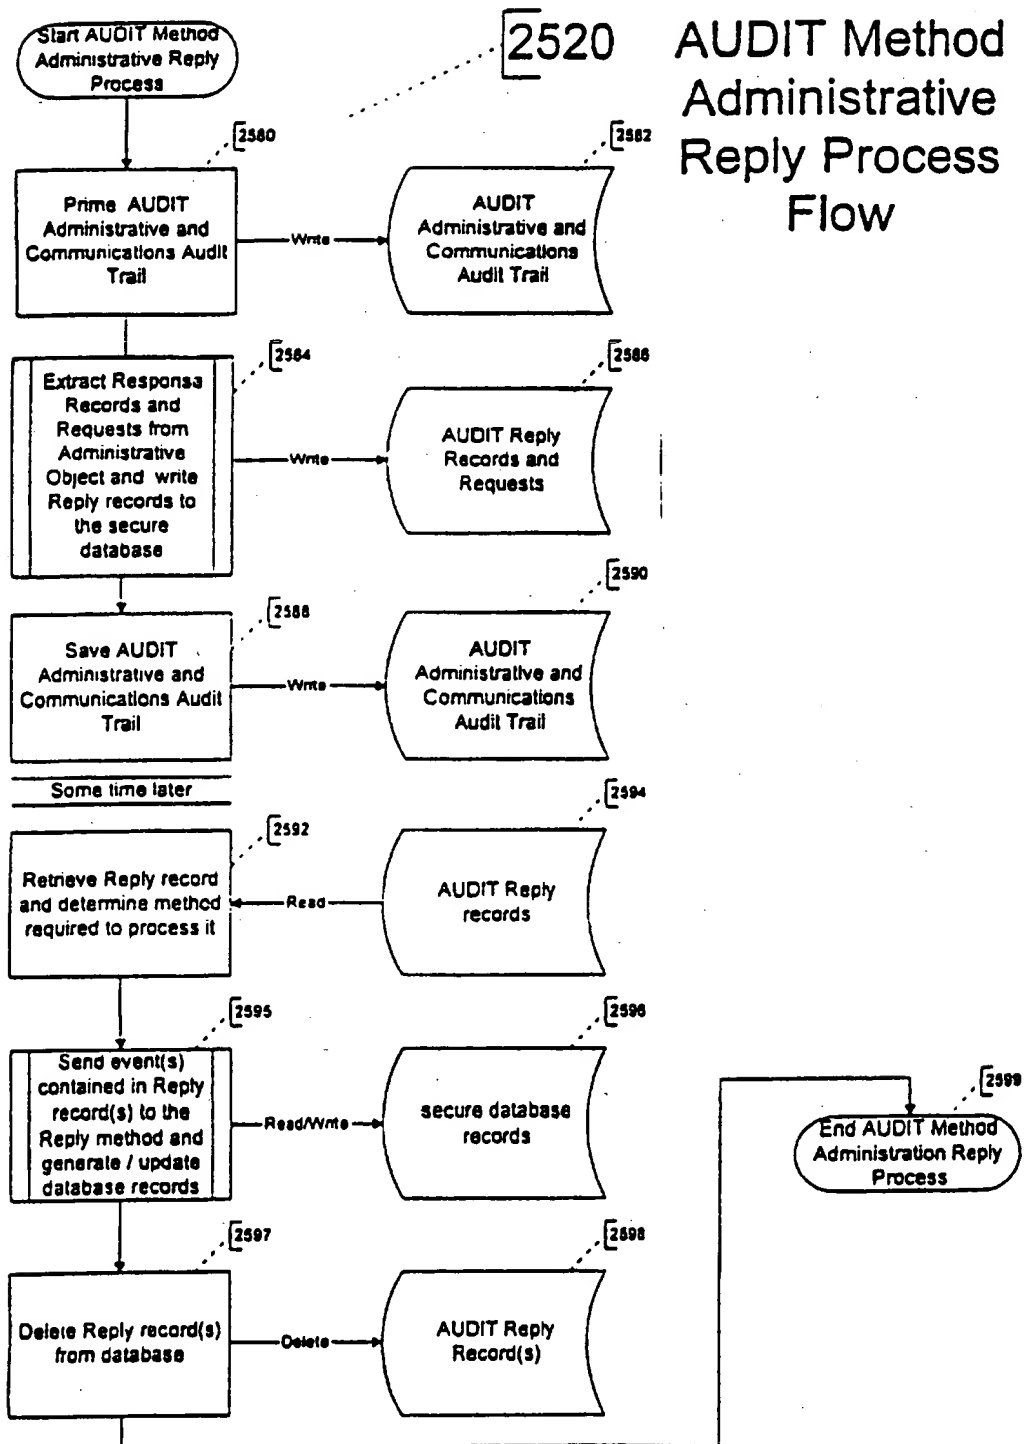 Start AUDIT Method
Administrative Reply
Process
2520
AUDIT Method
Administrative
Reply Process
Flow
2580
Prime AUDIT
Administrative and
Communications Audit
Trail
Write
2582
AUDIT
Administrative and
Communications
Audit Trail
2584
Extract Response
Records and
Requests from
Administrative
Object and write
Reply records to
the secure
database
Write
2586
AUDIT Reply
Records and
Requests
2588
Save AUDIT
Administrative and
Communications Audit
Trail
Write
2590
AUDIT
Administrative and
Communications
Audit Trail
Some time later
2592
Retrieve Reply record
and determine method
required to process it
Read
2594
AUDIT Reply
records
2595
Send event(s)
contained in Reply
record(s) to the
Reply method and
generate / update
database records
Read/Write
2596
secure database
records
2599
End AUDIT Method
Administration Reply
Process
2597
Delete Reply record(s)
from database
Delete
2598
AUDIT Reply
Record(s)